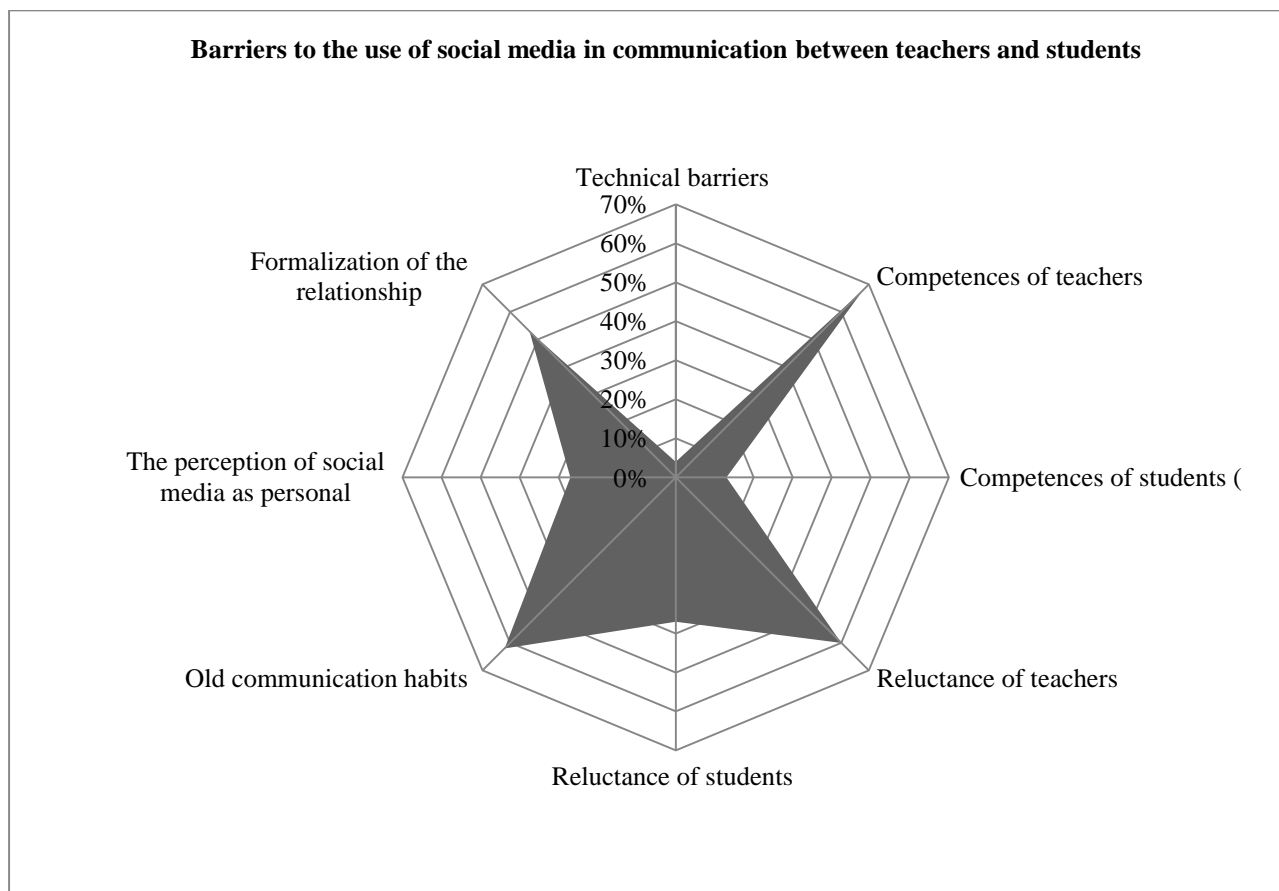 Barriers to the use of social media in communication between teachers and students
Technical barriers
70%
60%
50%
40%
30%
20%
10%
0%
Competences of teachers
Competences of students (
Reluctance of teachers
Reluctance of students
Old communication habits
The perception of social
media as personal
Formalization of the
relationship